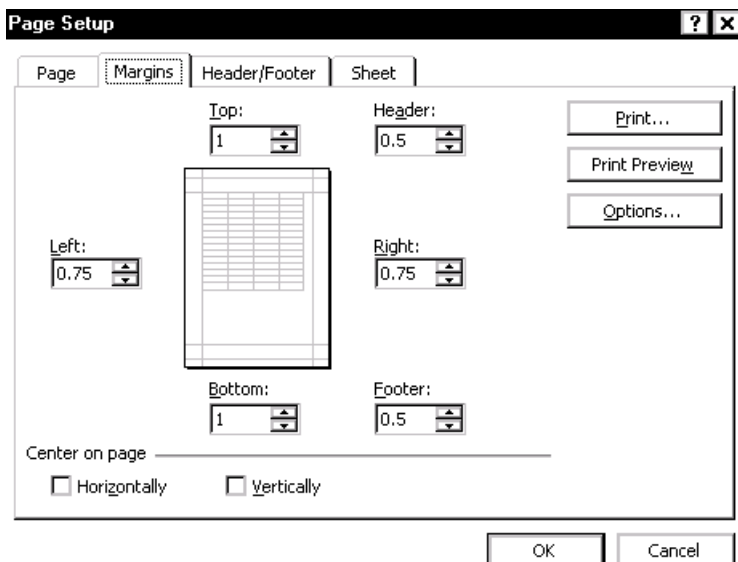 Page Setup
Page Margins Header/Footer Sheet
Top: Header:
1 0.5
Print...
Print Preview
Options...
Left: Right:
0.75 0.75
Bottom: Footer:
1 0.5
Center on page
Horizontally Vertically
OK Cancel